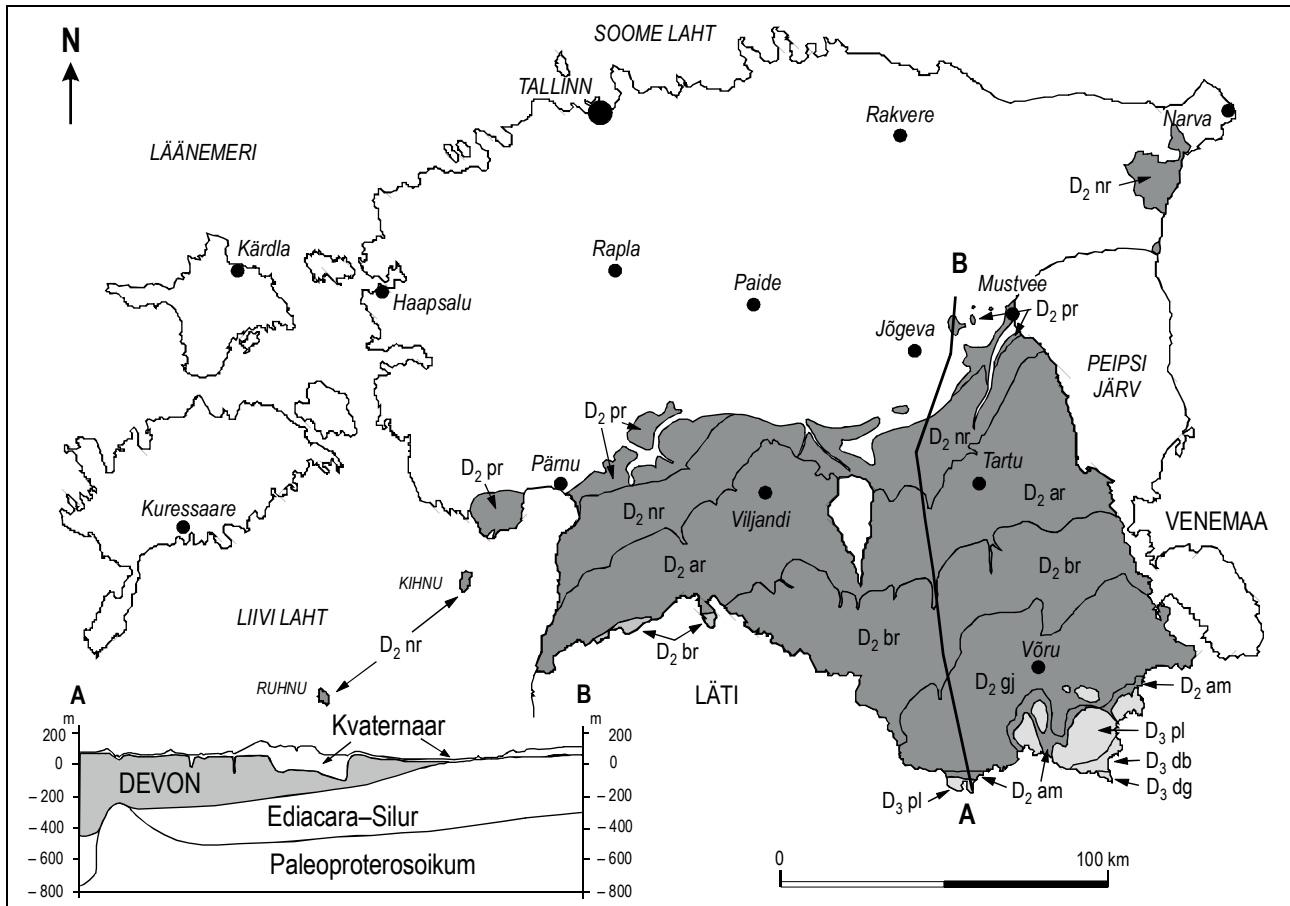 N
SOOME LAHT
TALLINN
Rakvere
Narva
LÄÄNEMERI
D2 nr
Kärdla
Rapla
B
Haapsalu
Paide
Mustvee
D2 pr
Jõgeva
PEIPSI
JÄRV
D2 pr
D2 nr
D2 pr
Pärnu
Tartu
Kuressaare
D2 nr
Viljandi
D2 ar
VENEMAA
D2 ar
D2 br
KIHNU
LIIVI LAHT
D2 nr
D2 br
D2 br
Võru
RUHNU
LÄTI
D2 gj
D2 am
D3 pl
D3 db
D3 dg
D3 pl
D2 am
A
A
B
m
m
Kvaternaar
200
0
– 200
– 400
– 600
– 800
DEVON
Ediacara–Silur
Paleoproterosoikum
200
0
– 200
– 400
– 600
– 800
0
100 km